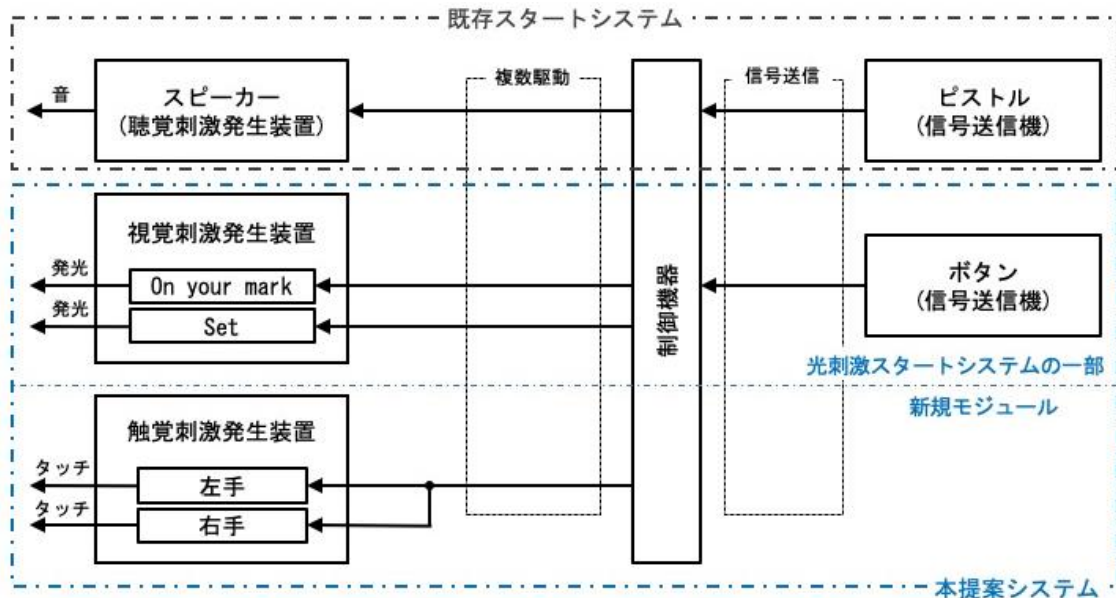 既存スタートシステム
複数駆動
信号送信
音
スピーカー
(聴覚刺激発生装置)
ピストル
(信号送信機)
制御機器
視覚刺激発生装置
発光
On your mark
発光
Set
ボタン
(信号送信機)
光刺激スタートシステムの一部
新規モジュール
触覚刺激発生装置
タッチ
左手
タッチ
右手
本提案システム